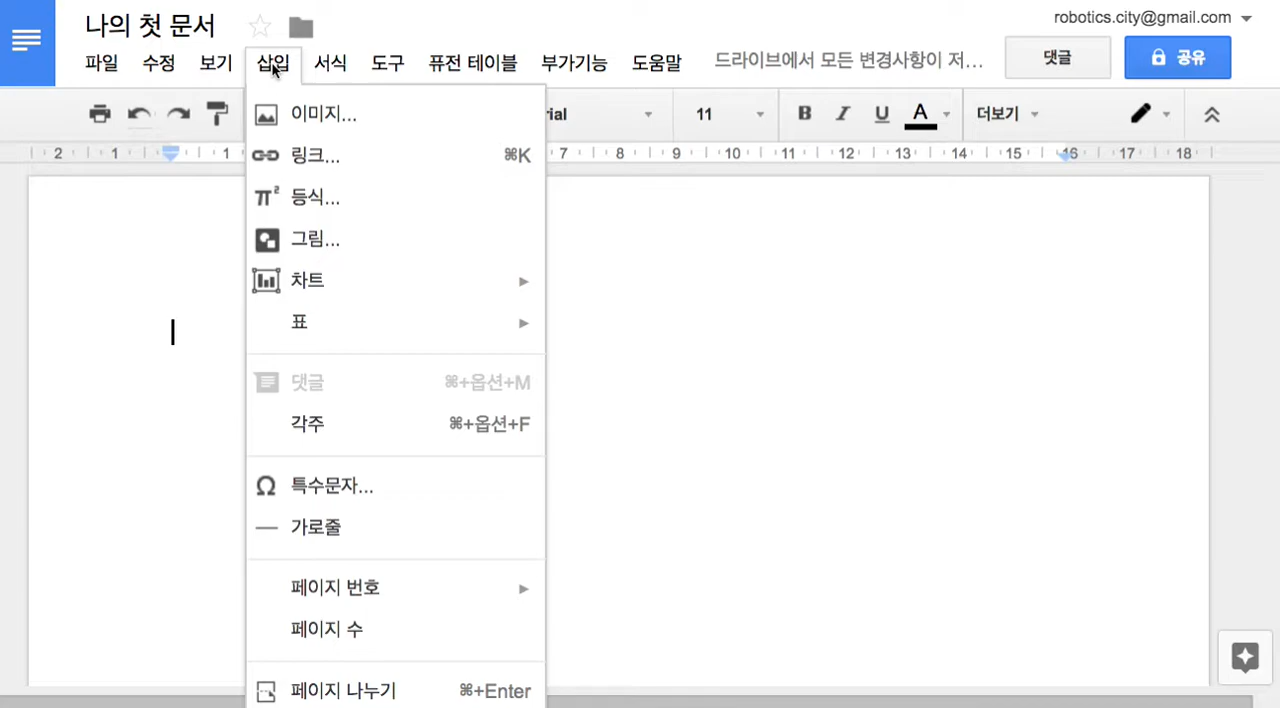 나의 첫 문서
robotics.city@gmail.com
파일 수정 보기 삽입 서식 도구 퓨전 테이블 부가기능 도움말 드라이브에서 모든 변경사항이 저... 댓글 공유
rial 11 B I U A 더보기
2 1 1 7 8 9 10 11 12 13 14 15 16 17 18
이미지...
링크... ⌘K
π² 등식...
그림...
차트
표
댓글 ⌘+옵션+M
각주 ⌘+옵션+F
Ω 특수문자...
가로줄
페이지 번호
페이지 수
페이지 나누기 ⌘+Enter